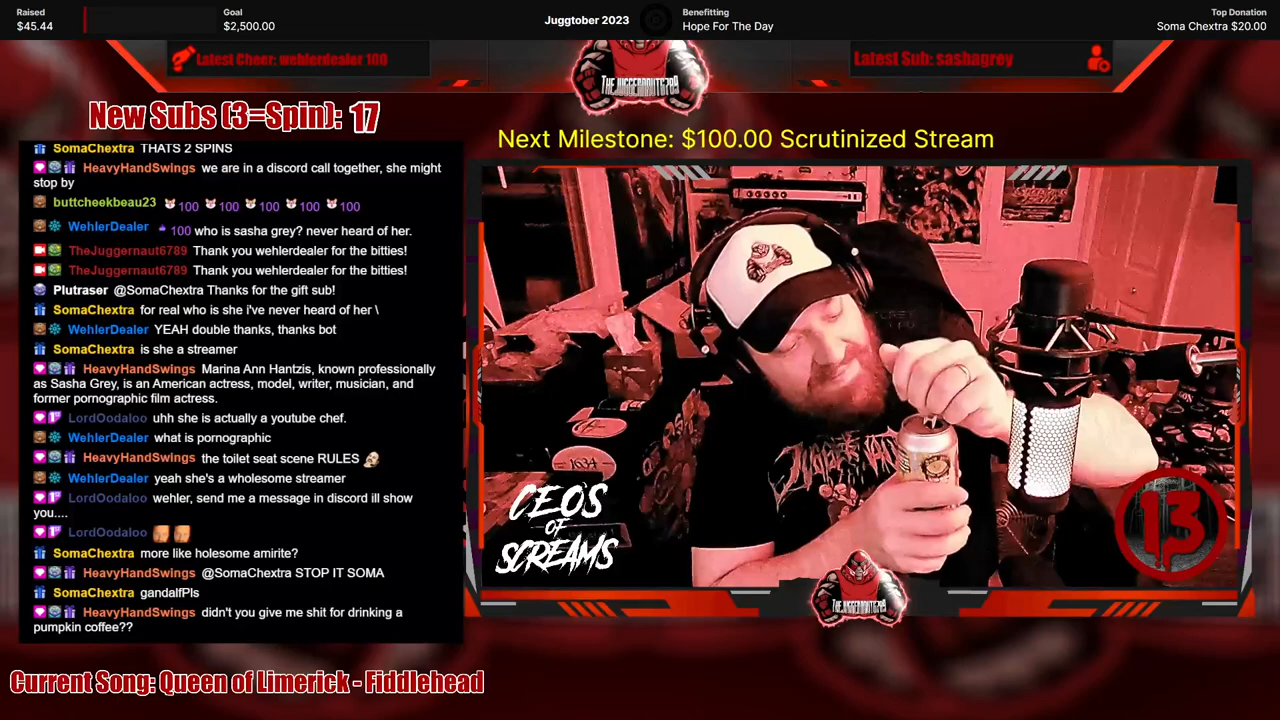 Raised
$45.44
Goal
$2,500.00
Juggtober 2023
Benefitting
Hope For The Day
Top Donation
Soma Chextra $20.00
Latest Cheer: wehlerdealer 100
THEJUGGERNAUT6789
Latest Sub: sashagrey
New Subs (3=Spin): 17
Next Milestone: $100.00 Scrutinized Stream
SomaChextra THATS 2 SPINS
HeavyHandSwings we are in a discord call together, she might
stop by
buttcheekbeau23 100 100 100 100 100
WehlerDealer 100 who is sasha grey? never heard of her.
TheJuggernaut6789 Thank you wehlerdealer for the bitties!
TheJuggernaut6789 Thank you wehlerdealer for the bitties!
Plutraser @SomaChextra Thanks for the gift sub!
SomaChextra for real who is she i've never heard of her \
WehlerDealer YEAH double thanks, thanks bot
SomaChextra is she a streamer
HeavyHandSwings Marina Ann Hantzis, known professionally
as Sasha Grey, is an American actress, model, writer, musician, and
former pornographic film actress.
LordOodaloo uhh she is actually a youtube chef.
WehlerDealer what is pornographic
HeavyHandSwings the toilet seat scene RULES
WehlerDealer yeah she's a wholesome streamer
LordOodaloo wehler, send me a message in discord ill show
you....
LordOodaloo
SomaChextra more like holesome amirite?
HeavyHandSwings @SomaChextra STOP IT SOMA
SomaChextra gandalfPls
HeavyHandSwings didn't you give me shit for drinking a
pumpkin coffee??
1634
CEO'S
OF
SCREAMS
13
THEJUGGERNAUT6789
Current Song: Queen of Limerick - Fiddlehead